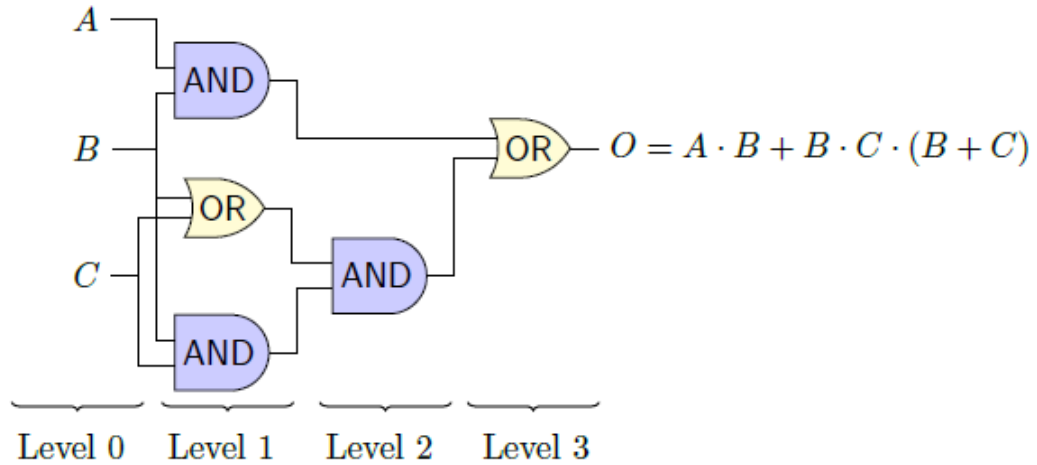 A
AND
B
OR
O = A · B + B · C · (B + C)
OR
C
AND
AND
Level 0
Level 1
Level 2
Level 3